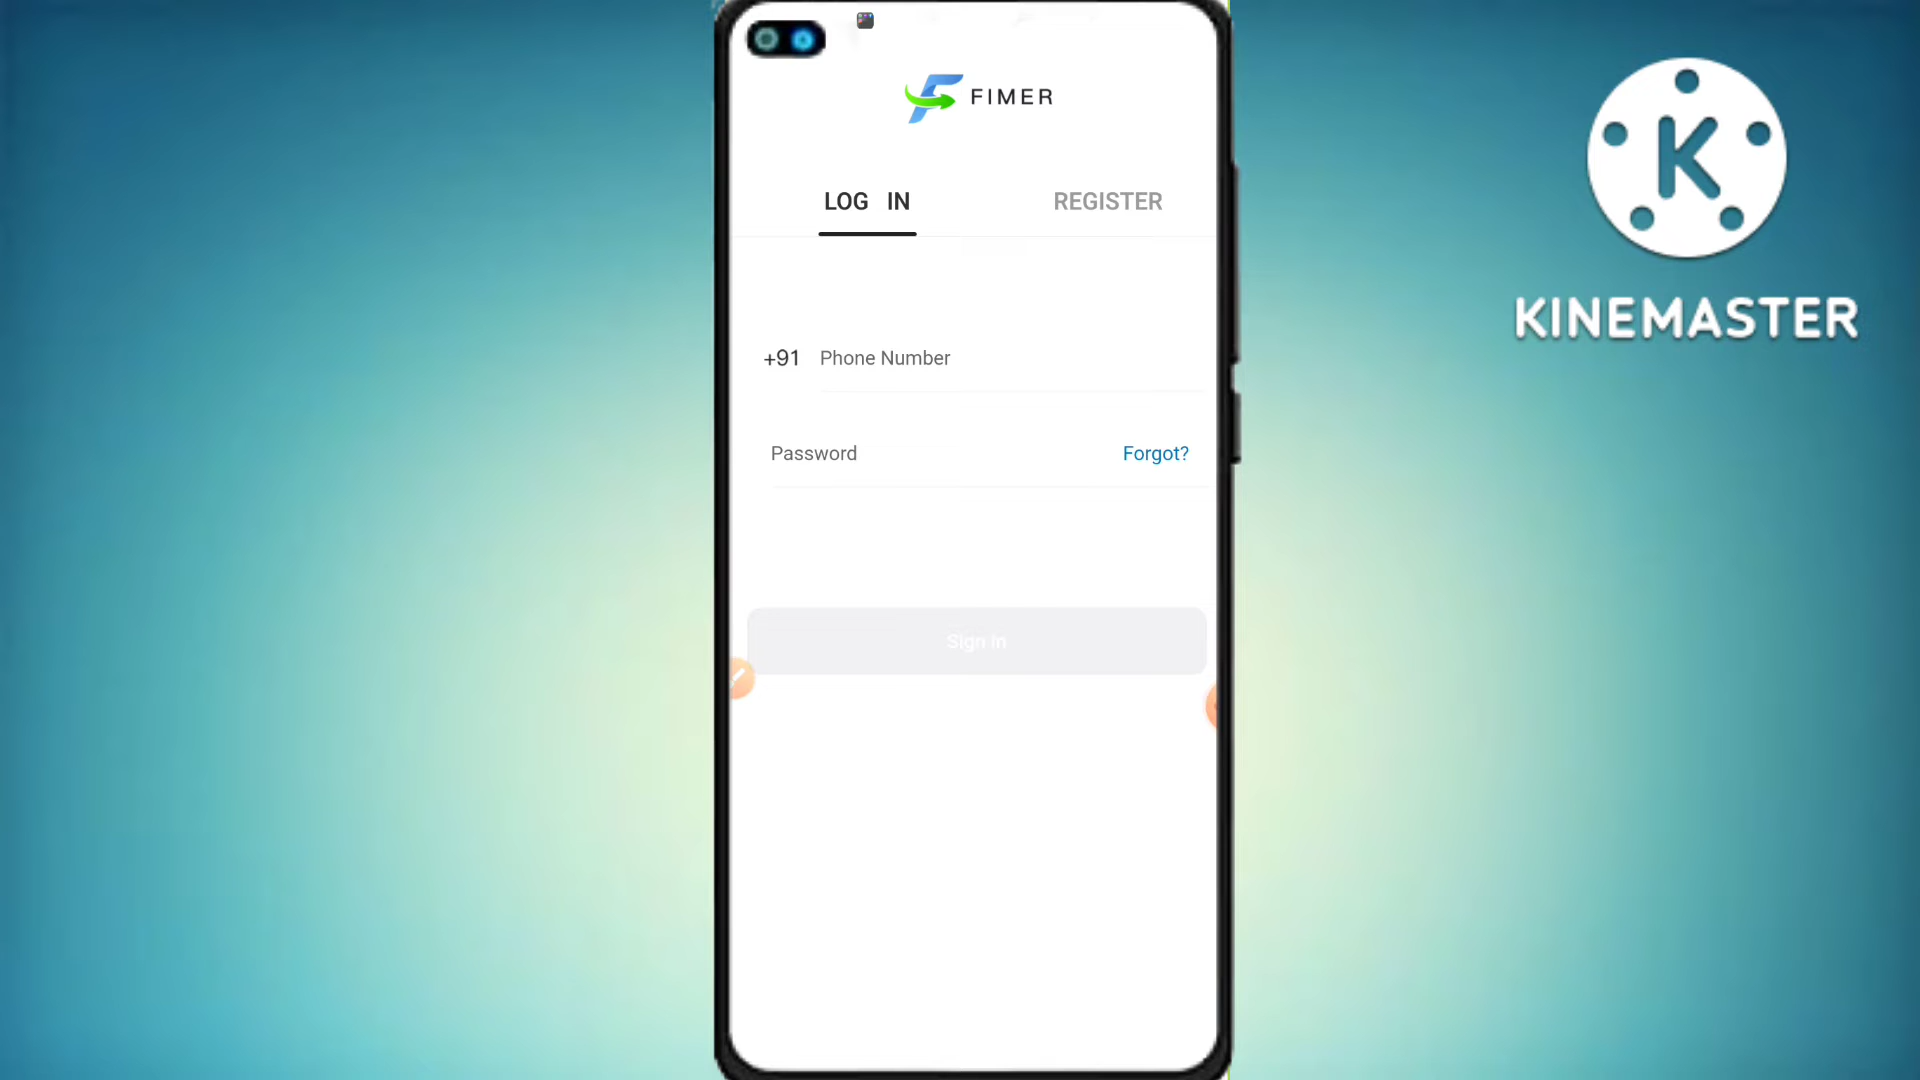 FIMER
LOG IN
REGISTER
+91 Phone Number
Password
Forgot?
Sign in
K
KINEMASTER